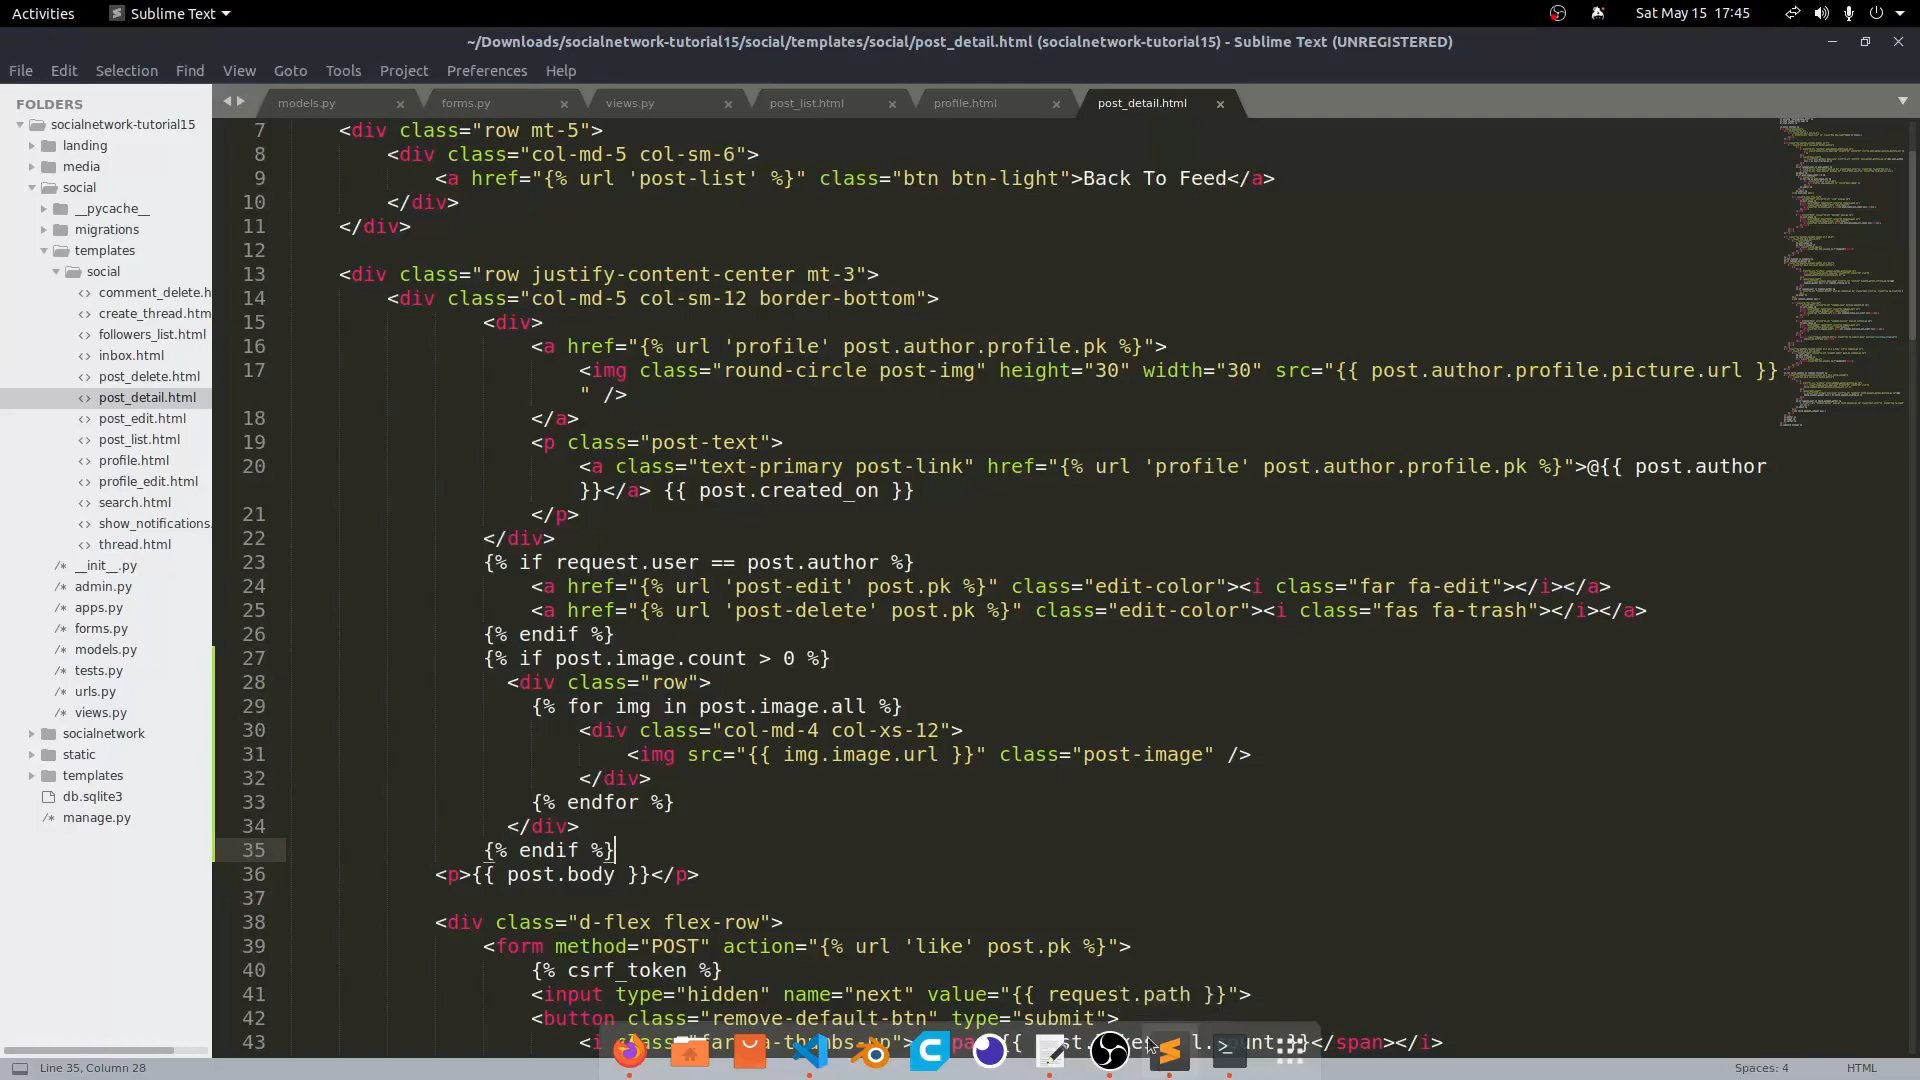 Activities Sublime Text Sat May 15 17:45
~/Downloads/socialnetwork-tutorial15/social/templates/social/post_detail.html (socialnetwork-tutorial15) - Sublime Text (UNREGISTERED)
File Edit Selection Find View Goto Tools Project Preferences Help
FOLDERS
socialnetwork-tutorial15
landing
media
social
__pycache__
migrations
templates
social
comment_delete.h
create_thread.htm
followers_list.html
inbox.html
post_delete.html
post_detail.html
post_edit.html
post_list.html
profile.html
profile_edit.html
search.html
show_notifications.
thread.html
__init__.py
admin.py
apps.py
forms.py
models.py
tests.py
urls.py
views.py
socialnetwork
static
templates
db.sqlite3
manage.py
models.py forms.py views.py post_list.html profile.html post_detail.html
7 <div class="row mt-5">
8 <div class="col-md-5 col-sm-6">
9 <a href="{% url 'post-list' %}" class="btn btn-light">Back To Feed</a>
10 </div>
11 </div>
12
13 <div class="row justify-content-center mt-3">
14 <div class="col-md-5 col-sm-12 border-bottom">
15 <div>
16 <a href="{% url 'profile' post.author.profile.pk %}">
17 <img class="round-circle post-img" height="30" width="30" src="{{ post.author.profile.picture.url }}
" />
18 </a>
19 <p class="post-text">
20 <a class="text-primary post-link" href="{% url 'profile' post.author.profile.pk %}">@{{ post.author
}}</a> {{ post.created_on }}
21 </p>
22 </div>
23 {% if request.user == post.author %}
24 <a href="{% url 'post-edit' post.pk %}" class="edit-color"><i class="far fa-edit"></i></a>
25 <a href="{% url 'post-delete' post.pk %}" class="edit-color"><i class="fas fa-trash"></i></a>
26 {% endif %}
27 {% if post.image.count > 0 %}
28 <div class="row">
29 {% for img in post.image.all %}
30 <div class="col-md-4 col-xs-12">
31 <img src="{{ img.image.url }}" class="post-image" />
32 </div>
33 {% endfor %}
34 </div>
35 {% endif %}
36 <p>{{ post.body }}</p>
37
38 <div class="d-flex flex-row">
39 <form method="POST" action="{% url 'like' post.pk %}">
40 {% csrf_token %}
41 <input type="hidden" name="next" value="{{ request.path }}">
42 <button class="remove-default-btn" type="submit">
43 <i }}</span></i>
Line 35, Column 28 Spaces: 4 HTML